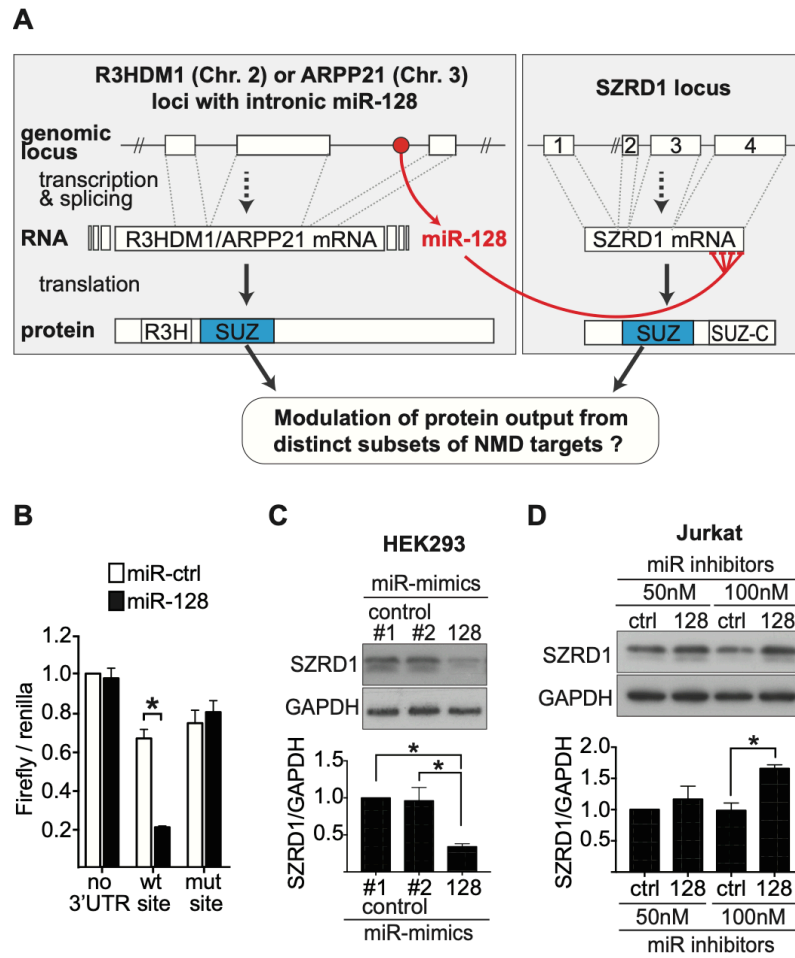 A
R3HDM1 (Chr. 2) or ARPP21 (Chr. 3)
loci with intronic miR-128
genomic
locus
transcription
& splicing
RNA
R3HDM1/ARPP21 mRNA
miR-128
translation
protein
R3H
SUZ
SZRD1 locus
1
2
3
4
SZRD1 mRNA
SUZ
SUZ-C
Modulation of protein output from
distinct subsets of NMD targets ?
B
miR-ctrl
miR-128
Firefly / renilla
1.2
1.0
0.8
0.6
0.4
0.2
*
no
3'UTR
wt
site
mut
site
C
HEK293
miR-mimics
control
#1 #2 128
SZRD1
GAPDH
SZRD1/GAPDH
1.5
1.0
0.5
*
*
#1 #2 128
control
miR-mimics
D
Jurkat
miR inhibitors
50nM 100nM
ctrl 128 ctrl 128
SZRD1
GAPDH
SZRD1/GAPDH
2.0
1.5
1.0
0.5
*
ctrl 128 ctrl 128
50nM 100nM
miR inhibitors